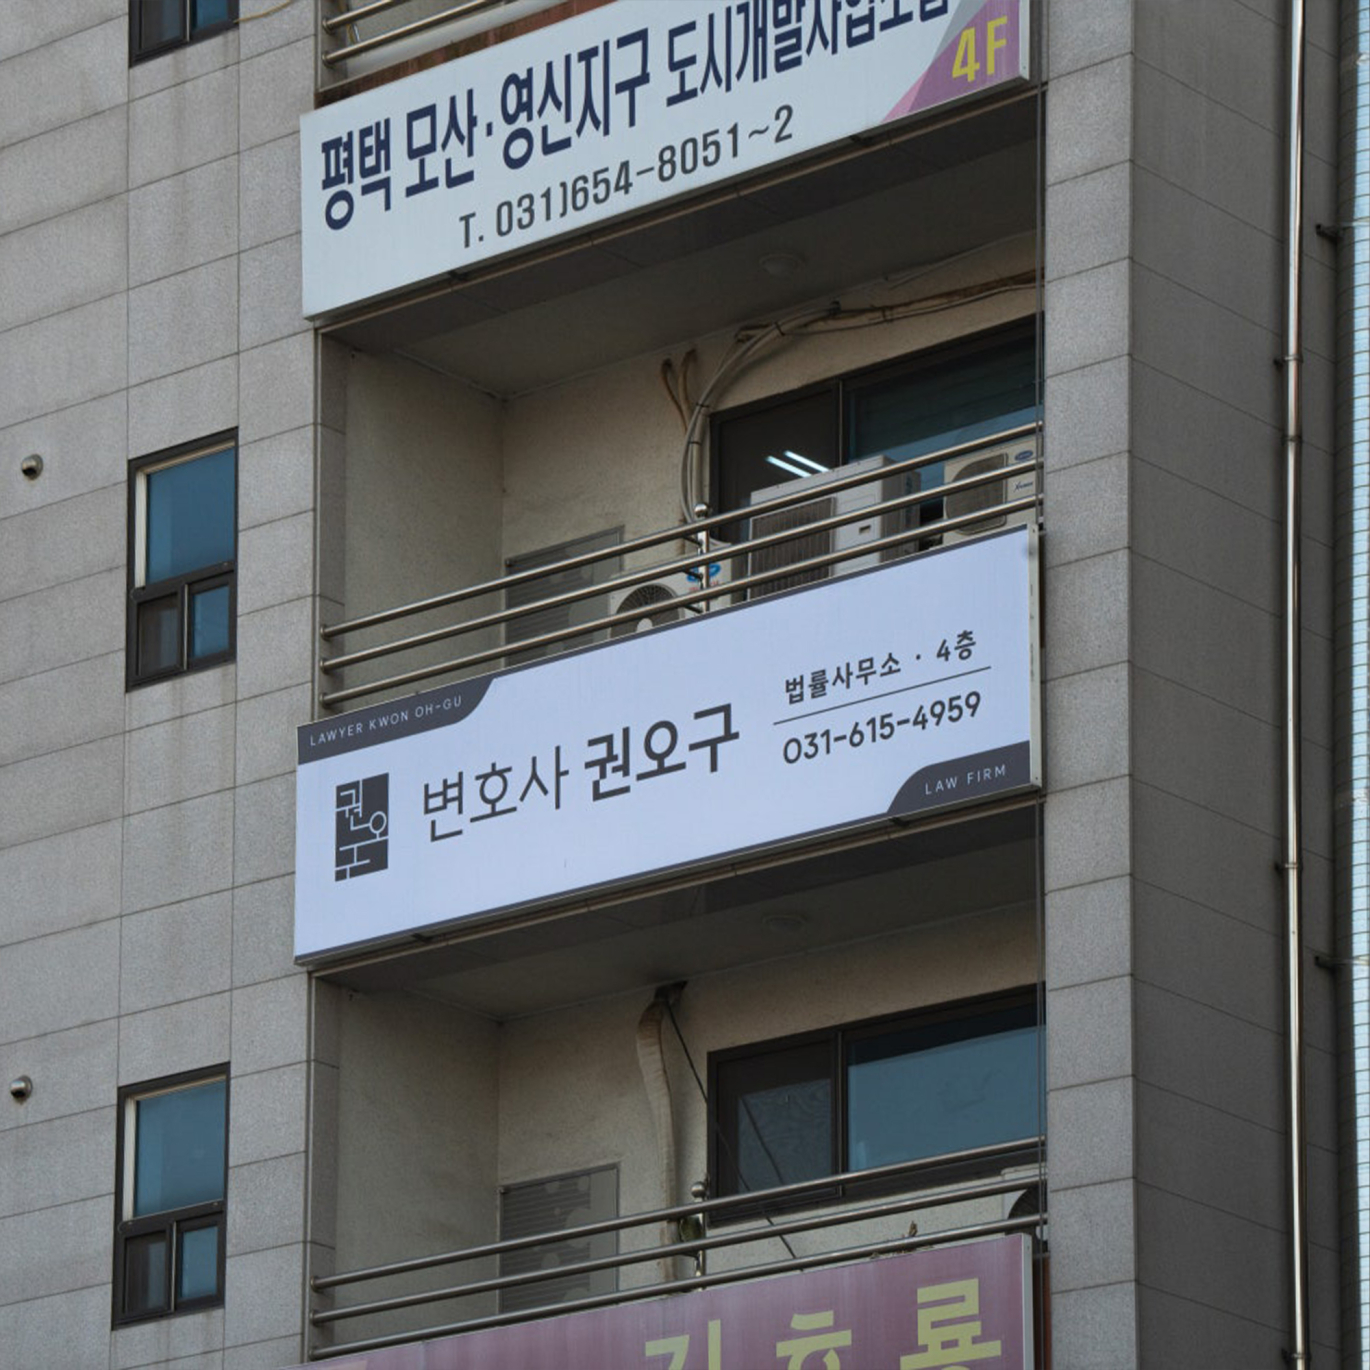 평택 모산·영신지구 도시개발사업조합
4F
T. 031)654-8051~2
LAWYER KWON OH-GU
권오구
변호사 권오구
법률사무소 · 4층
031-615-4959
LAW FIRM